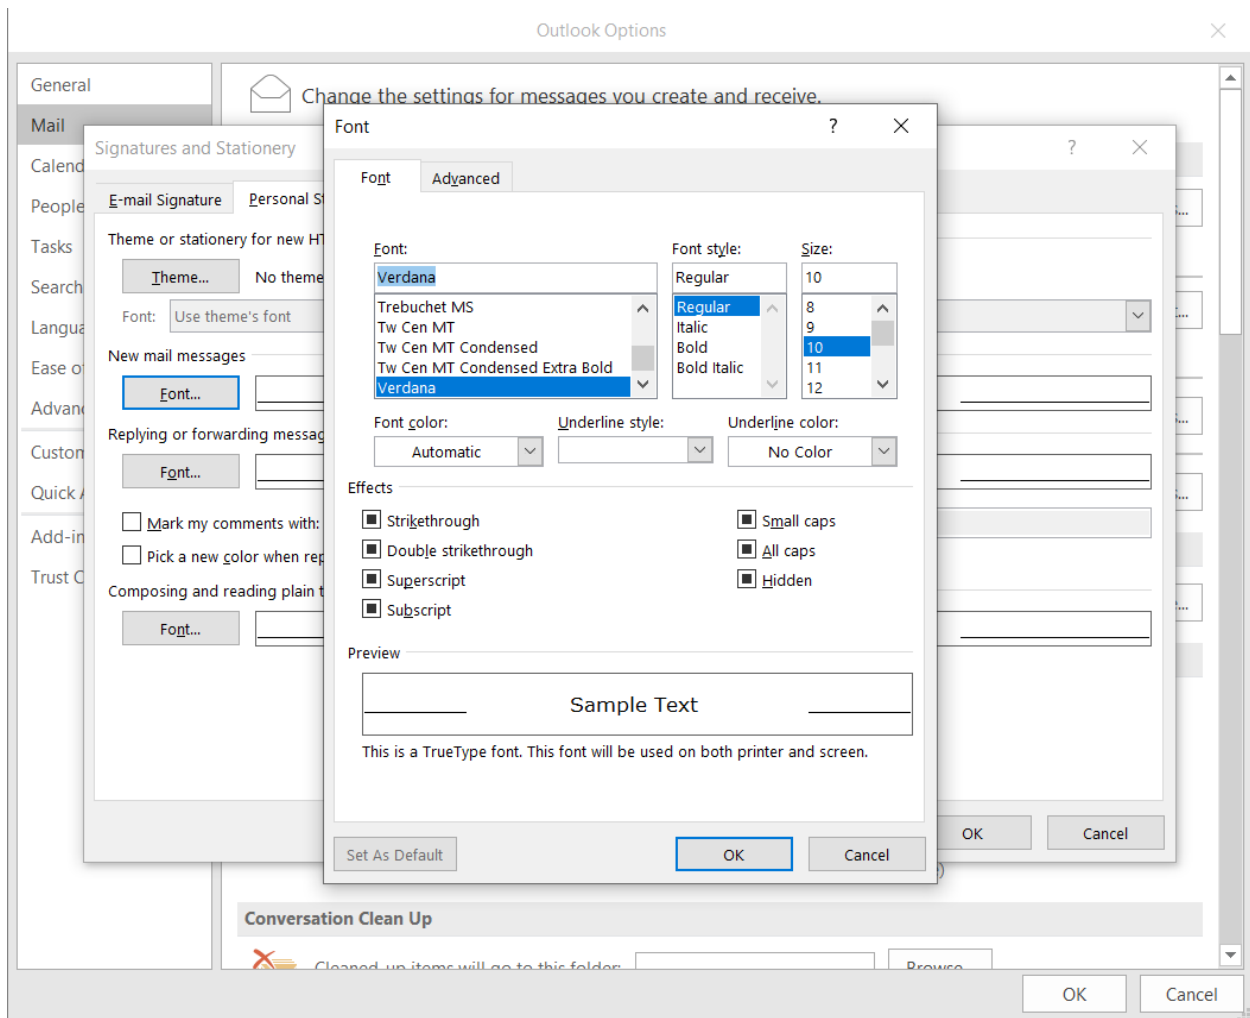 Outlook Options
General
Mail
Calend
People
Tasks
Search
Langua
Ease o
Advan
Custom
Quick A
Add-in
Trust C
Change the settings for messages you create and receive.
Signatures and Stationery
?
E-mail Signature
Personal St
Theme or stationery for new HT
Theme...
No theme
Font:
Use theme's font
New mail messages
Font...
Replying or forwarding messag
Font...
Mark my comments with:
Pick a new color when rep
Composing and reading plain t
Font...
OK
Cancel
Font
?
Font
Advanced
Font:
Font style:
Size:
Verdana
Regular
10
Trebuchet MS
Tw Cen MT
Tw Cen MT Condensed
Tw Cen MT Condensed Extra Bold
Verdana
Regular
Italic
Bold
Bold Italic
8
9
10
11
12
Font color:
Underline style:
Underline color:
Automatic
No Color
Effects
Strikethrough
Double strikethrough
Superscript
Subscript
Small caps
All caps
Hidden
Preview
Sample Text
This is a TrueType font. This font will be used on both printer and screen.
Set As Default
OK
Cancel
Conversation Clean Up
Cleaned-up items will go to this folder:
Browse...
OK
Cancel